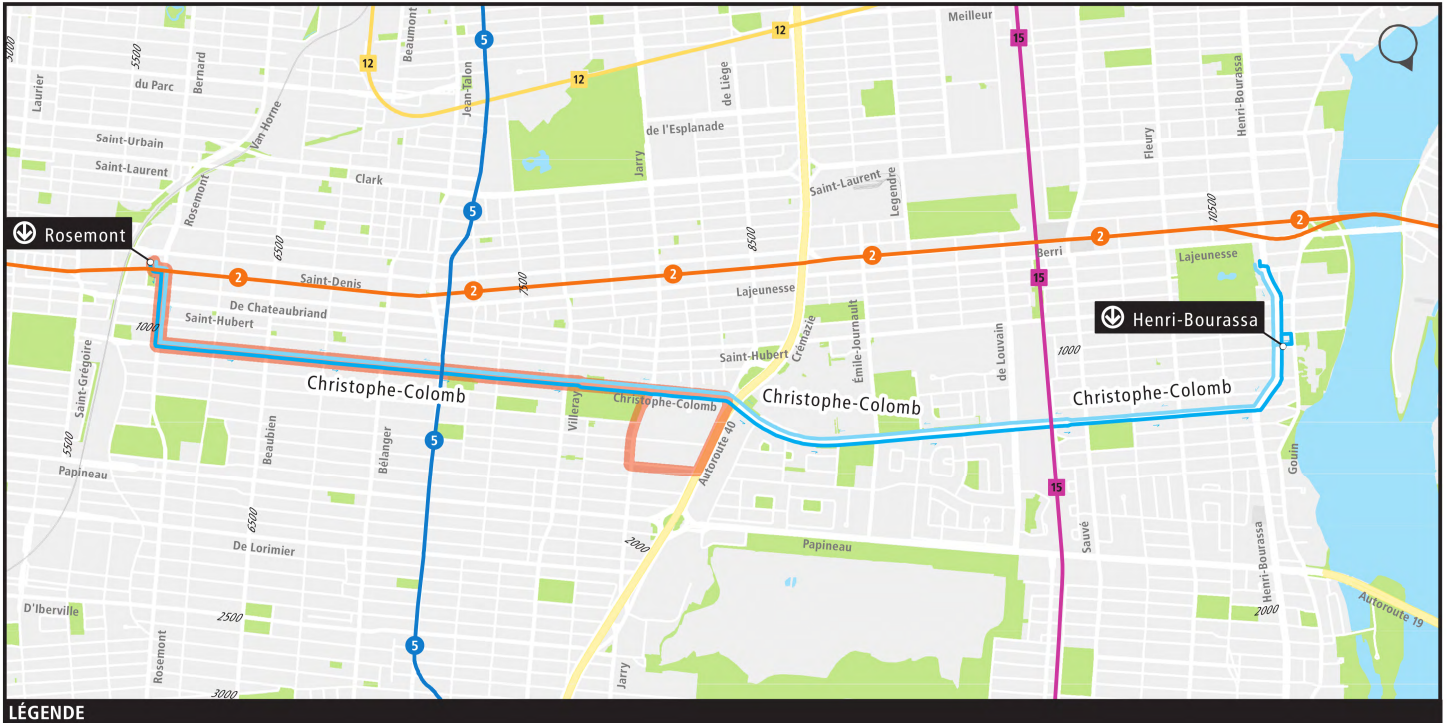 Meilleur
5
15
12
12
12
Beaumont
5000
5500
Bernard
Laurier
du Parc
Jean-Talon
de Liège
Henri-Bourassa
Van Horne
de l'Esplanade
Fleury
Saint-Urbain
Jarry
Saint-Laurent
Clark
Saint-Laurent
Legendre
Rosemont
10500
5
2
Rosemont
6500
8500
2
Berri
Lajeunesse
2
2
Saint-Denis
2
2
7500
15
Lajeunesse
De Chateaubriand
Saint-Hubert
1000
Henri-Bourassa
Crémazie
Émile-Journault
de Louvain
1000
Saint-Hubert
Saint-Grégoire
Christophe-Colomb
Christophe-Colomb
Christophe-Colomb
Christophe-Colomb
Villeray
Beaubien
Bélanger
5
5500
Autoroute 40
Gouin
Papineau
15
6500
De Lorimier
2000
Papineau
Sauvé
Henri-Bourassa
D'Iberville
2500
2000
Autoroute 19
Rosemont
5
Jarry
3000
LÉGENDE